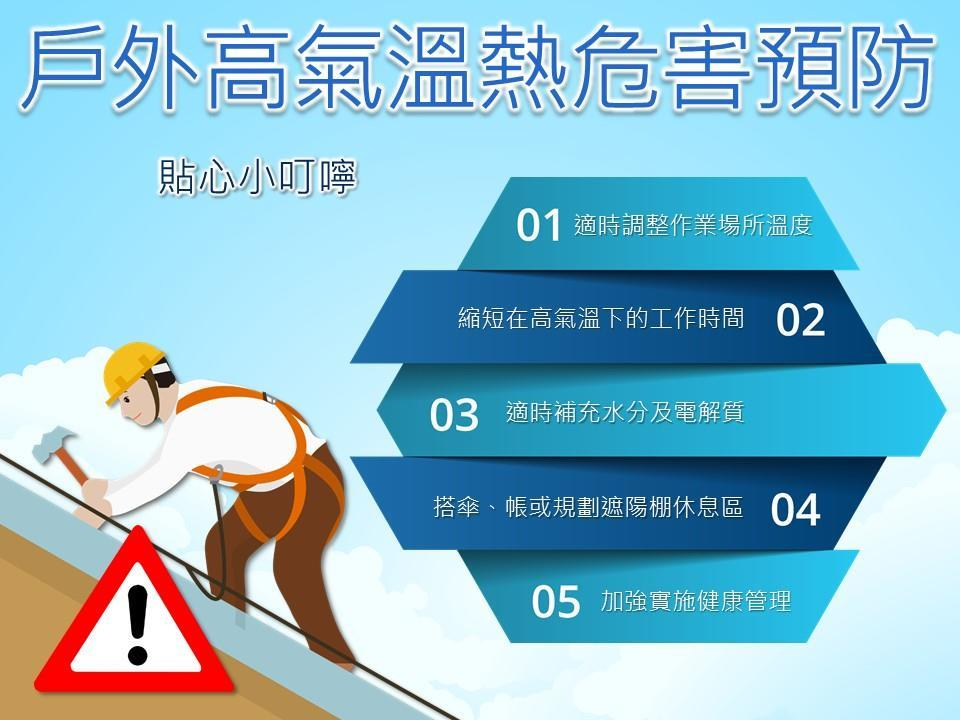 戶外高氣溫熱危害預防
貼心小叮嚀
01 適時調整作業場所溫度
縮短在高氣溫下的工作時間 02
03 適時補充水分及電解質
搭傘、帳或規劃遮陽棚休息區 04
05 加強實施健康管理